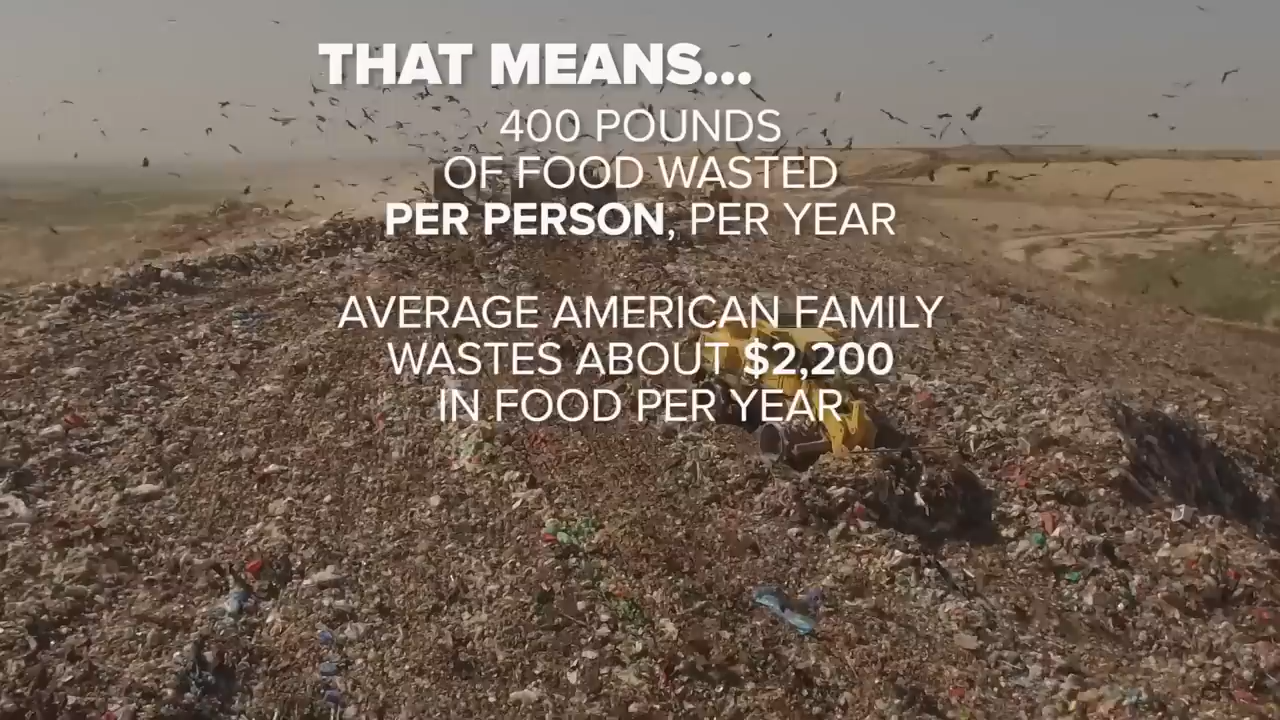 THAT MEANS...
400 POUNDS
OF FOOD WASTED
PER PERSON, PER YEAR
AVERAGE AMERICAN FAMILY
WASTES ABOUT $2,200
IN FOOD PER YEAR